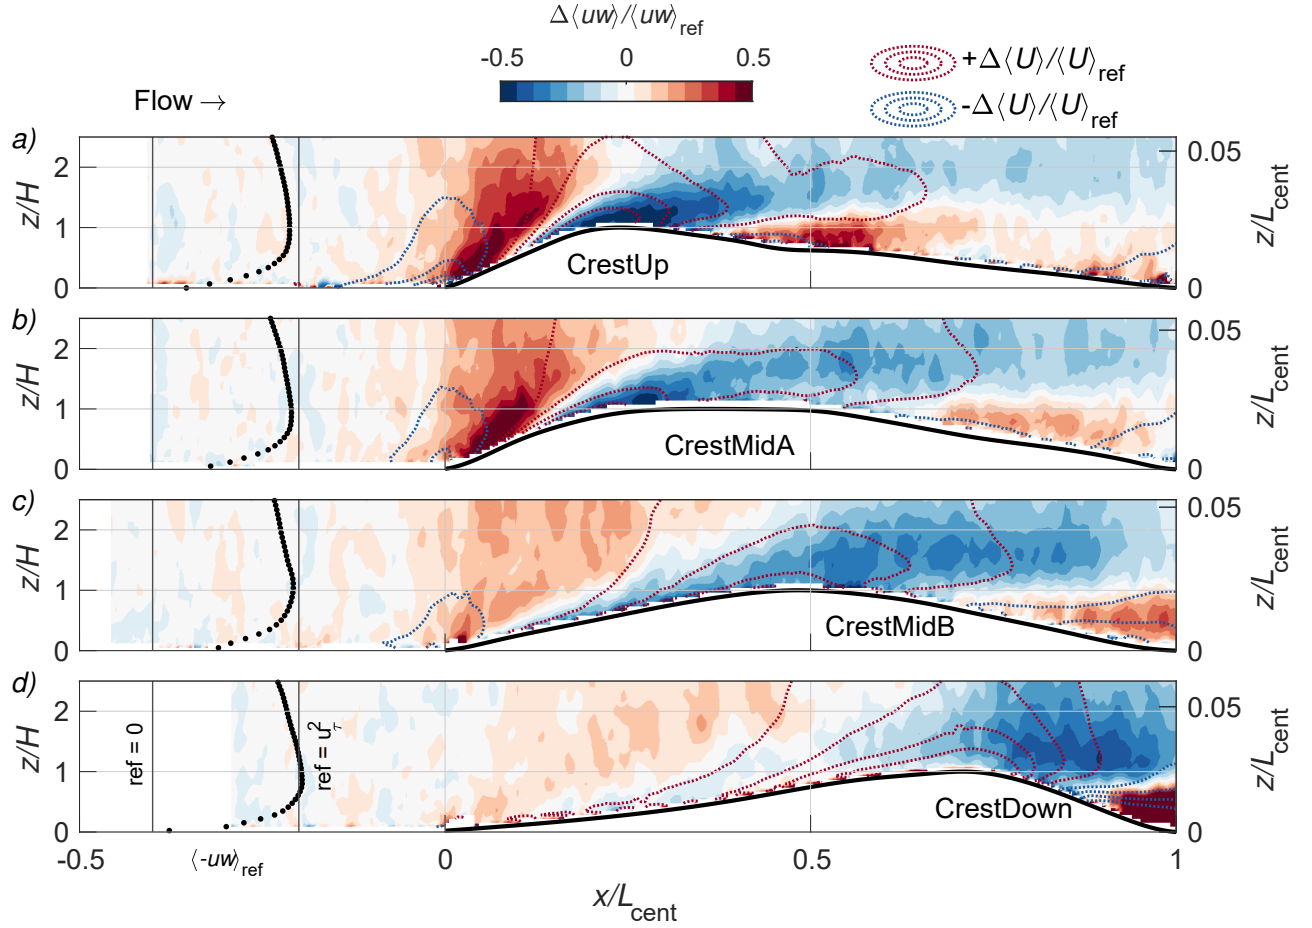 Δ⟨uw⟩/⟨uw⟩ref
-0.5 0 0.5
+Δ⟨U⟩/⟨U⟩ref
-Δ⟨U⟩/⟨U⟩ref
Flow →
a)
z/H
2
1
0
CrestUp
0.05
0
z/Lcent
b)
z/H
2
1
0
CrestMidA
0.05
0
z/Lcent
c)
z/H
2
1
0
CrestMidB
0.05
0
z/Lcent
d)
z/H
2
1
0
ref = 0
ref = u²τ
CrestDown
0.05
0
z/Lcent
⟨-uw⟩ref
-0.5 0 0.5 1
x/Lcent